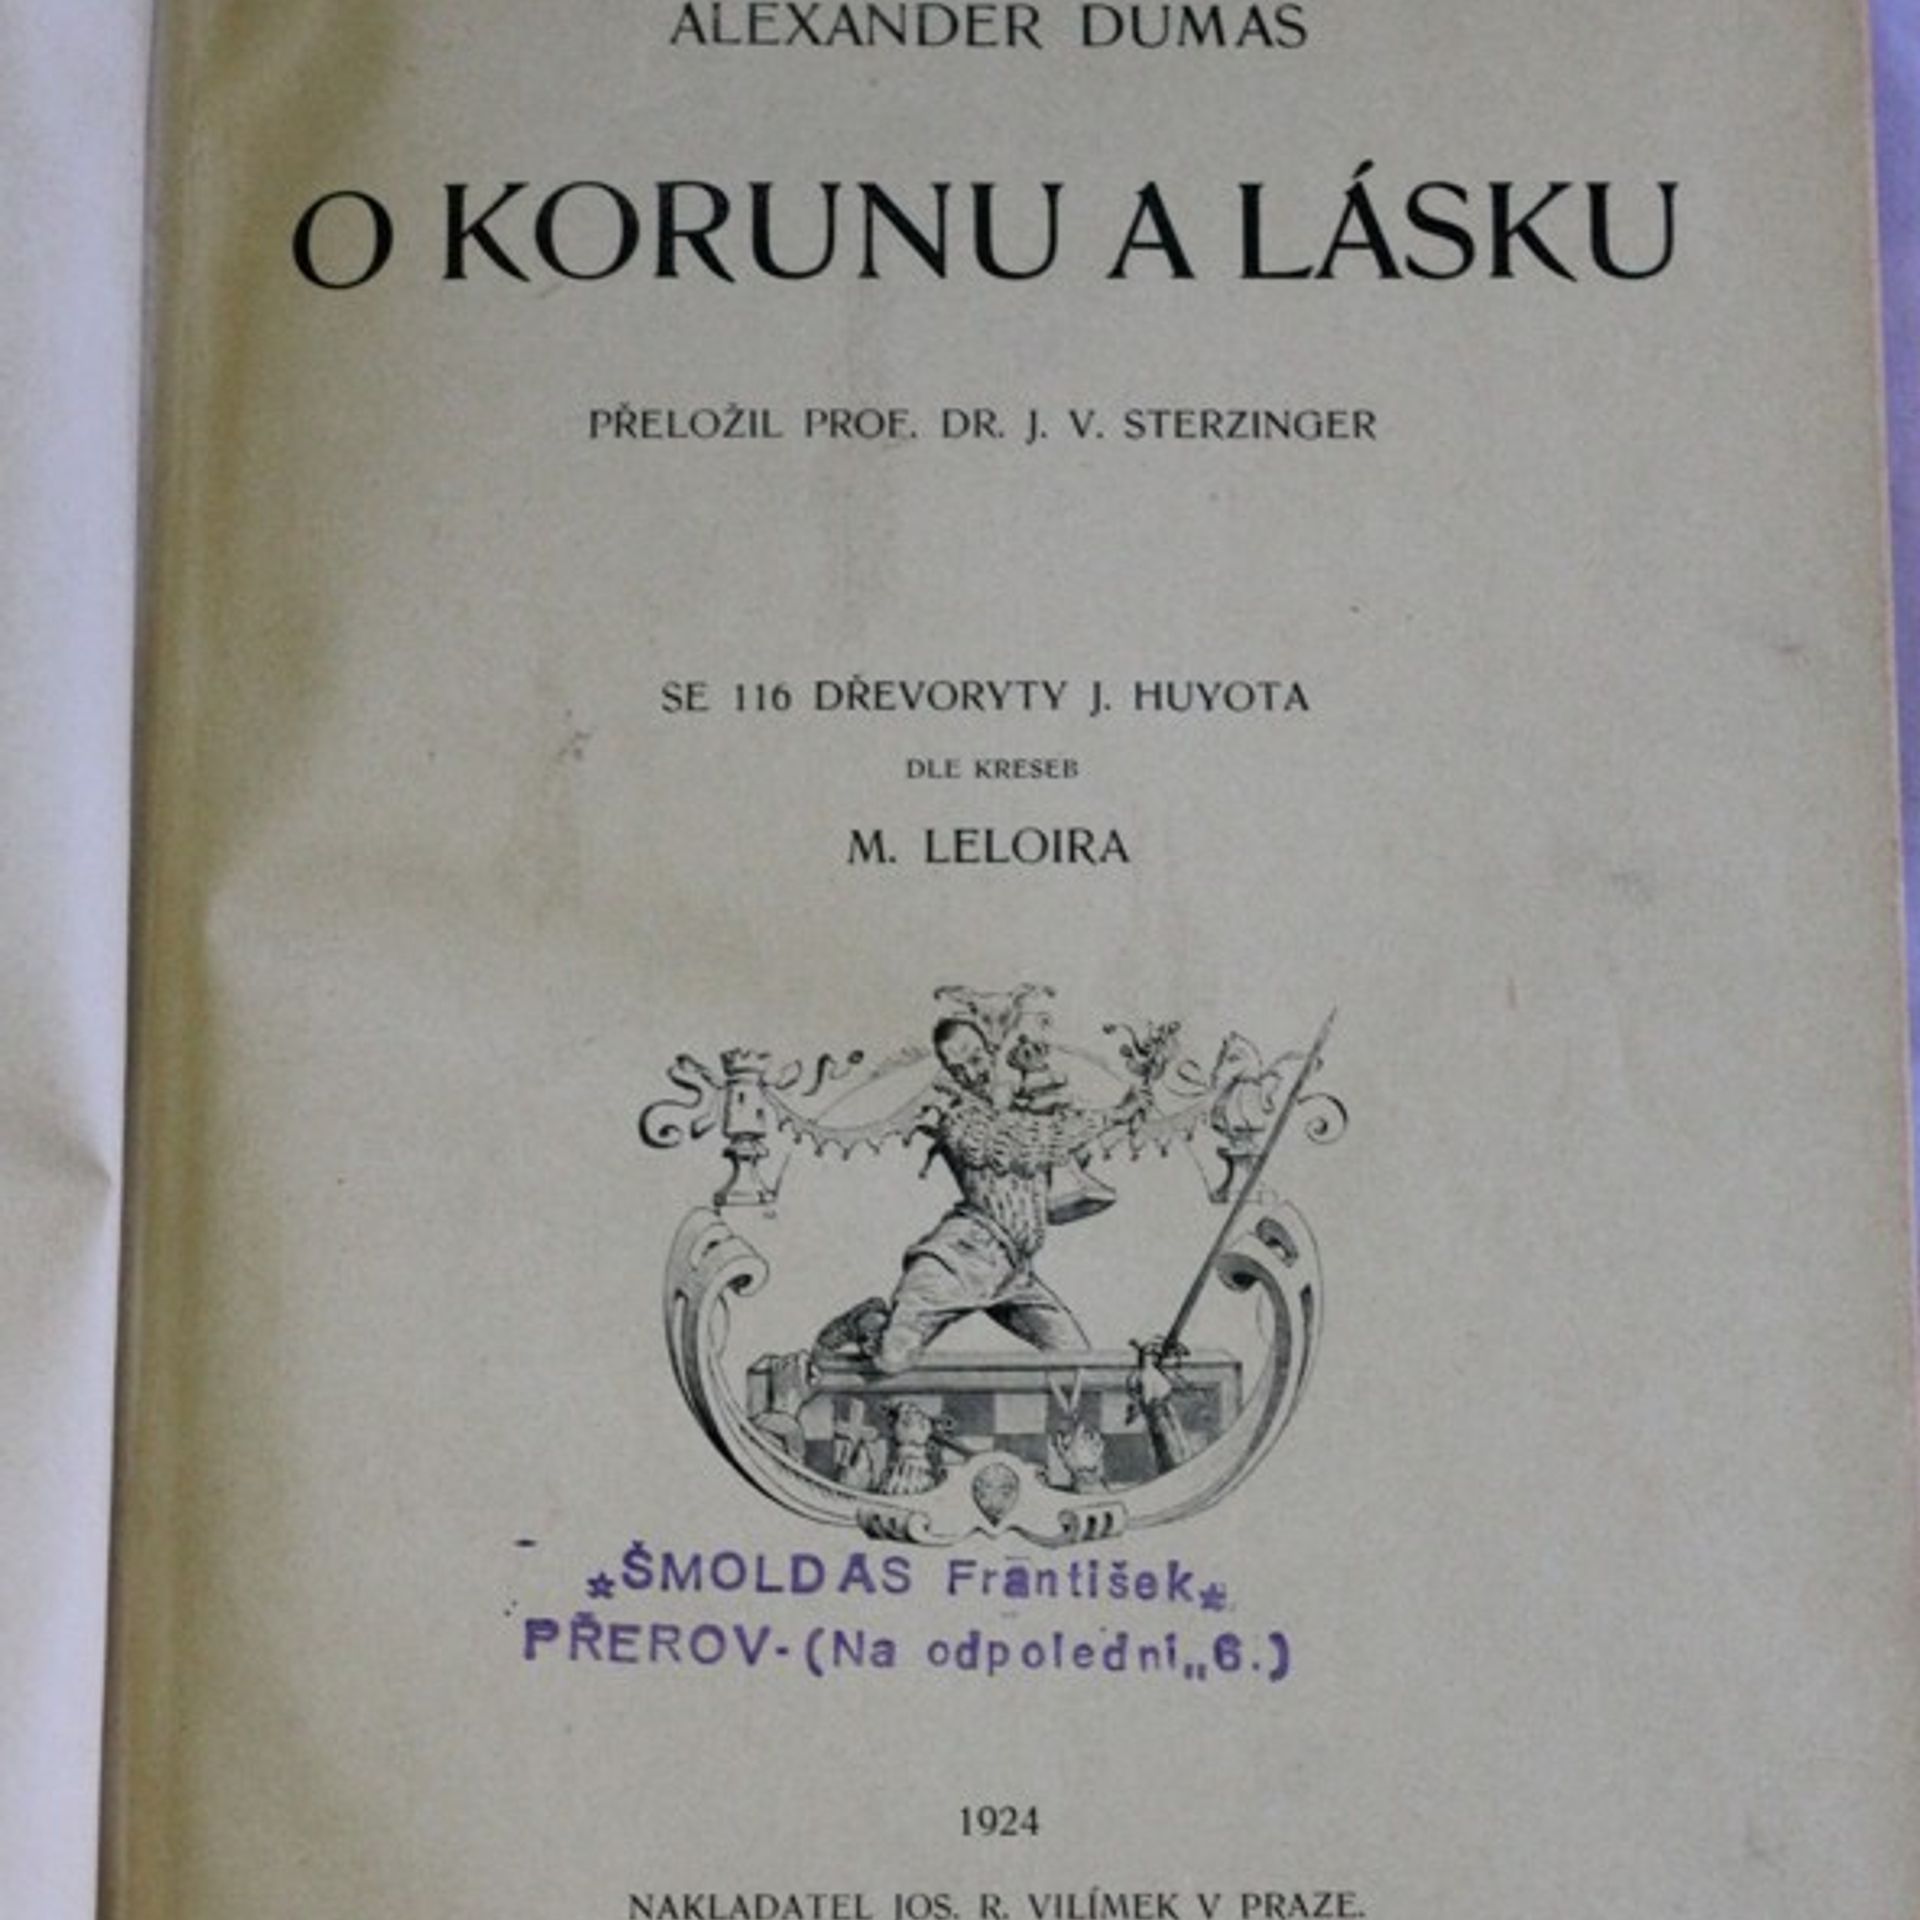 ALEXANDER DUMAS
O KORUNU A LÁSKU
PŘELOŽIL PROF. DR. J. V. STERZINGER
SE 116 DŘEVORYTY J. HUYOTA
DLE KRESEB
M. LELOIRA
*ŠMOLDAS František*
PŘEROV-(Na odpolední„6.)
1924
NAKLADATEL JOS. R. VILÍMEK V PRAZE.